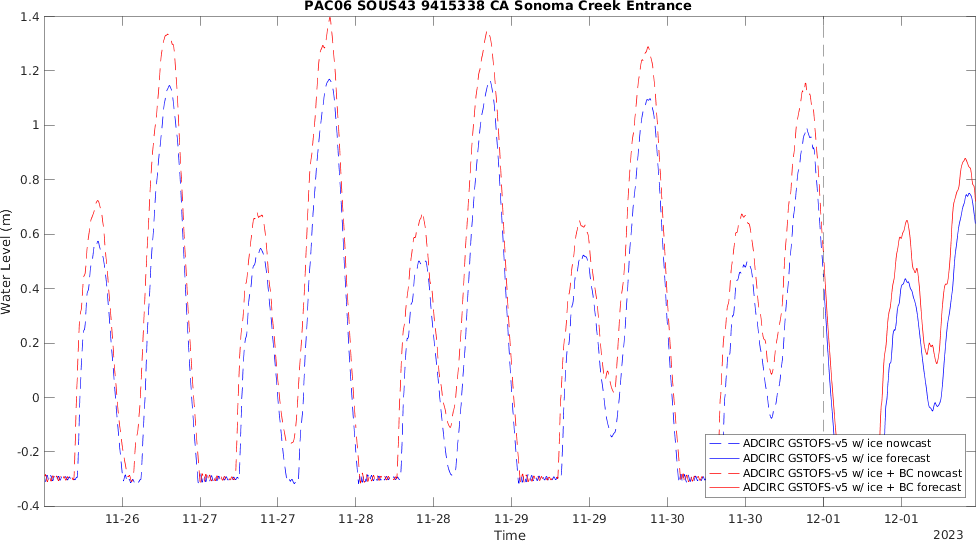 PAC06 SOUS43 9415338 CA Sonoma Creek Entrance
1.4
1.2
1
0.8
0.6
0.4
0.2
0
-0.2
-0.4
Water Level (m)
ADCIRC GSTOFS-v5 w/ ice nowcast
ADCIRC GSTOFS-v5 w/ ice forecast
ADCIRC GSTOFS-v5 w/ ice + BC nowcast
ADCIRC GSTOFS-v5 w/ ice + BC forecast
11-26 11-27 11-27 11-28 11-28 11-29 11-29 11-30 11-30 12-01 12-01
Time
2023